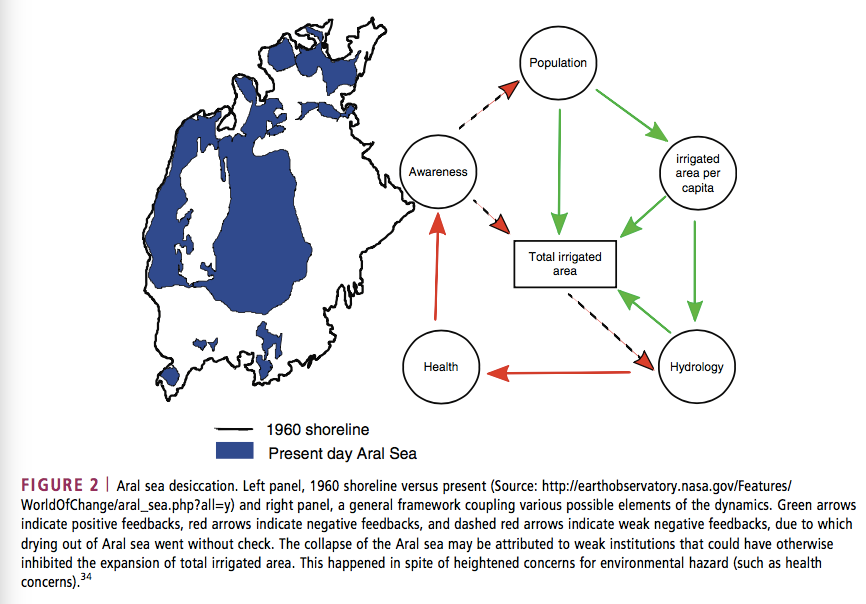 Population
Awareness
irrigated
area per
capita
Total irrigated
area
Health
Hydrology
1960 shoreline
Present day Aral Sea
FIGURE 2 | Aral sea desiccation. Left panel, 1960 shoreline versus present (Source: http://earthobservatory.nasa.gov/Features/
WorldOfChange/aral_sea.php?all=y) and right panel, a general framework coupling various possible elements of the dynamics. Green arrows
indicate positive feedbacks, red arrows indicate negative feedbacks, and dashed red arrows indicate weak negative feedbacks, due to which
drying out of Aral sea went without check. The collapse of the Aral sea may be attributed to weak institutions that could have otherwise
inhibited the expansion of total irrigated area. This happened in spite of heightened concerns for environmental hazard (such as health
concerns).34